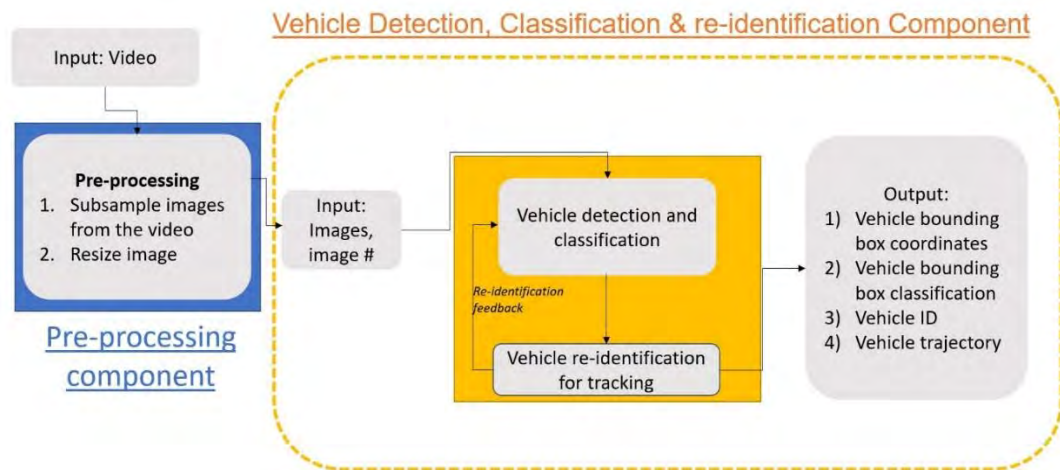 Vehicle Detection, Classification & re-identification Component
Input: Video
Pre-processing
1. Subsample images
from the video
2. Resize image
Pre-processing
component
Input:
Images,
image #
Vehicle detection and
classification
Re-identification
feedback
Vehicle re-identification
for tracking
Output:
1) Vehicle bounding
box coordinates
2) Vehicle bounding
box classification
3) Vehicle ID
4) Vehicle trajectory